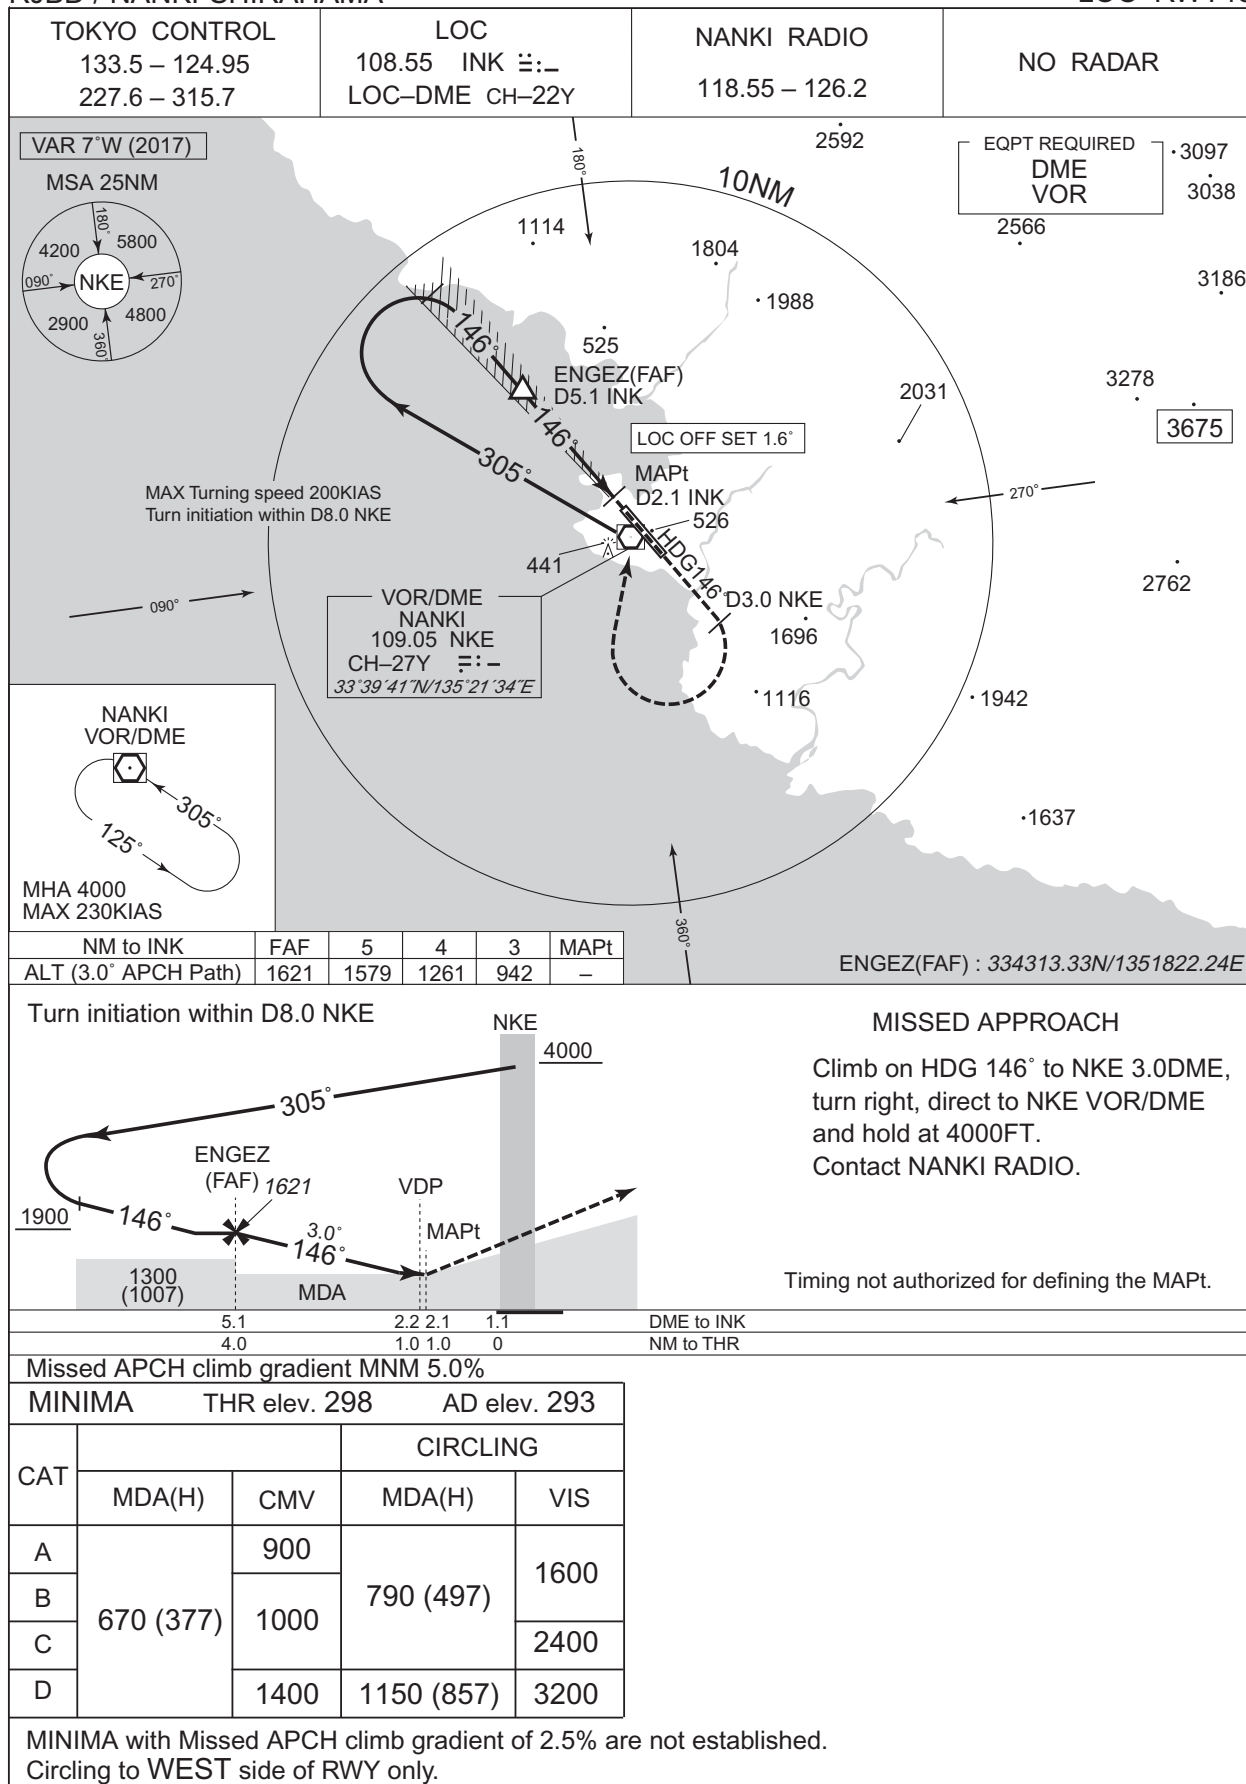 TOKYO CONTROL
133.5 – 124.95
227.6 – 315.7
LOC
108.55 INK
LOC–DME CH–22Y
NANKI RADIO
118.55 – 126.2
NO RADAR
VAR 7°W (2017)
MSA 25NM
180°
4200
5800
090°
NKE
270°
2900
4800
360°
180°
10NM
2592
EQPT REQUIRED
DME
VOR
3097
3038
2566
3186
1114
1804
1988
525
146°
ENGEZ(FAF)
D5.1 INK
146°
2031
3278
3675
LOC OFF SET 1.6°
305°
MAPt
D2.1 INK
526
MAX Turning speed 200KIAS
Turn initiation within D8.0 NKE
270°
441
HDG146°
2762
090°
VOR/DME
NANKI
109.05 NKE
CH–27Y
33°39´41˝N/135°21´34˝E
D3.0 NKE
1696
1116
1942
1637
360°
NANKI
VOR/DME
305°
125°
MHA 4000
MAX 230KIAS
NM to INK FAF 5 4 3 MAPt
ALT (3.0° APCH Path) 1621 1579 1261 942 –
ENGEZ(FAF) : 334313.33N/1351822.24E
Turn initiation within D8.0 NKE
NKE
4000
305°
ENGEZ
(FAF) 1621
VDP
MAPt
1900
146°
3.0°
146°
1300
(1007)
MDA
MISSED APPROACH
Climb on HDG 146° to NKE 3.0DME,
turn right, direct to NKE VOR/DME
and hold at 4000FT.
Contact NANKI RADIO.
Timing not authorized for defining the MAPt.
5.1 2.2 2.1 1.1 DME to INK
4.0 1.0 1.0 0 NM to THR
Missed APCH climb gradient MNM 5.0%
MINIMA THR elev. 298 AD elev. 293
CAT
CIRCLING
MDA(H) CMV MDA(H) VIS
A 900
B 670 (377) 1000 790 (497) 1600
C 2400
D 1400 1150 (857) 3200
MINIMA with Missed APCH climb gradient of 2.5% are not established.
Circling to WEST side of RWY only.